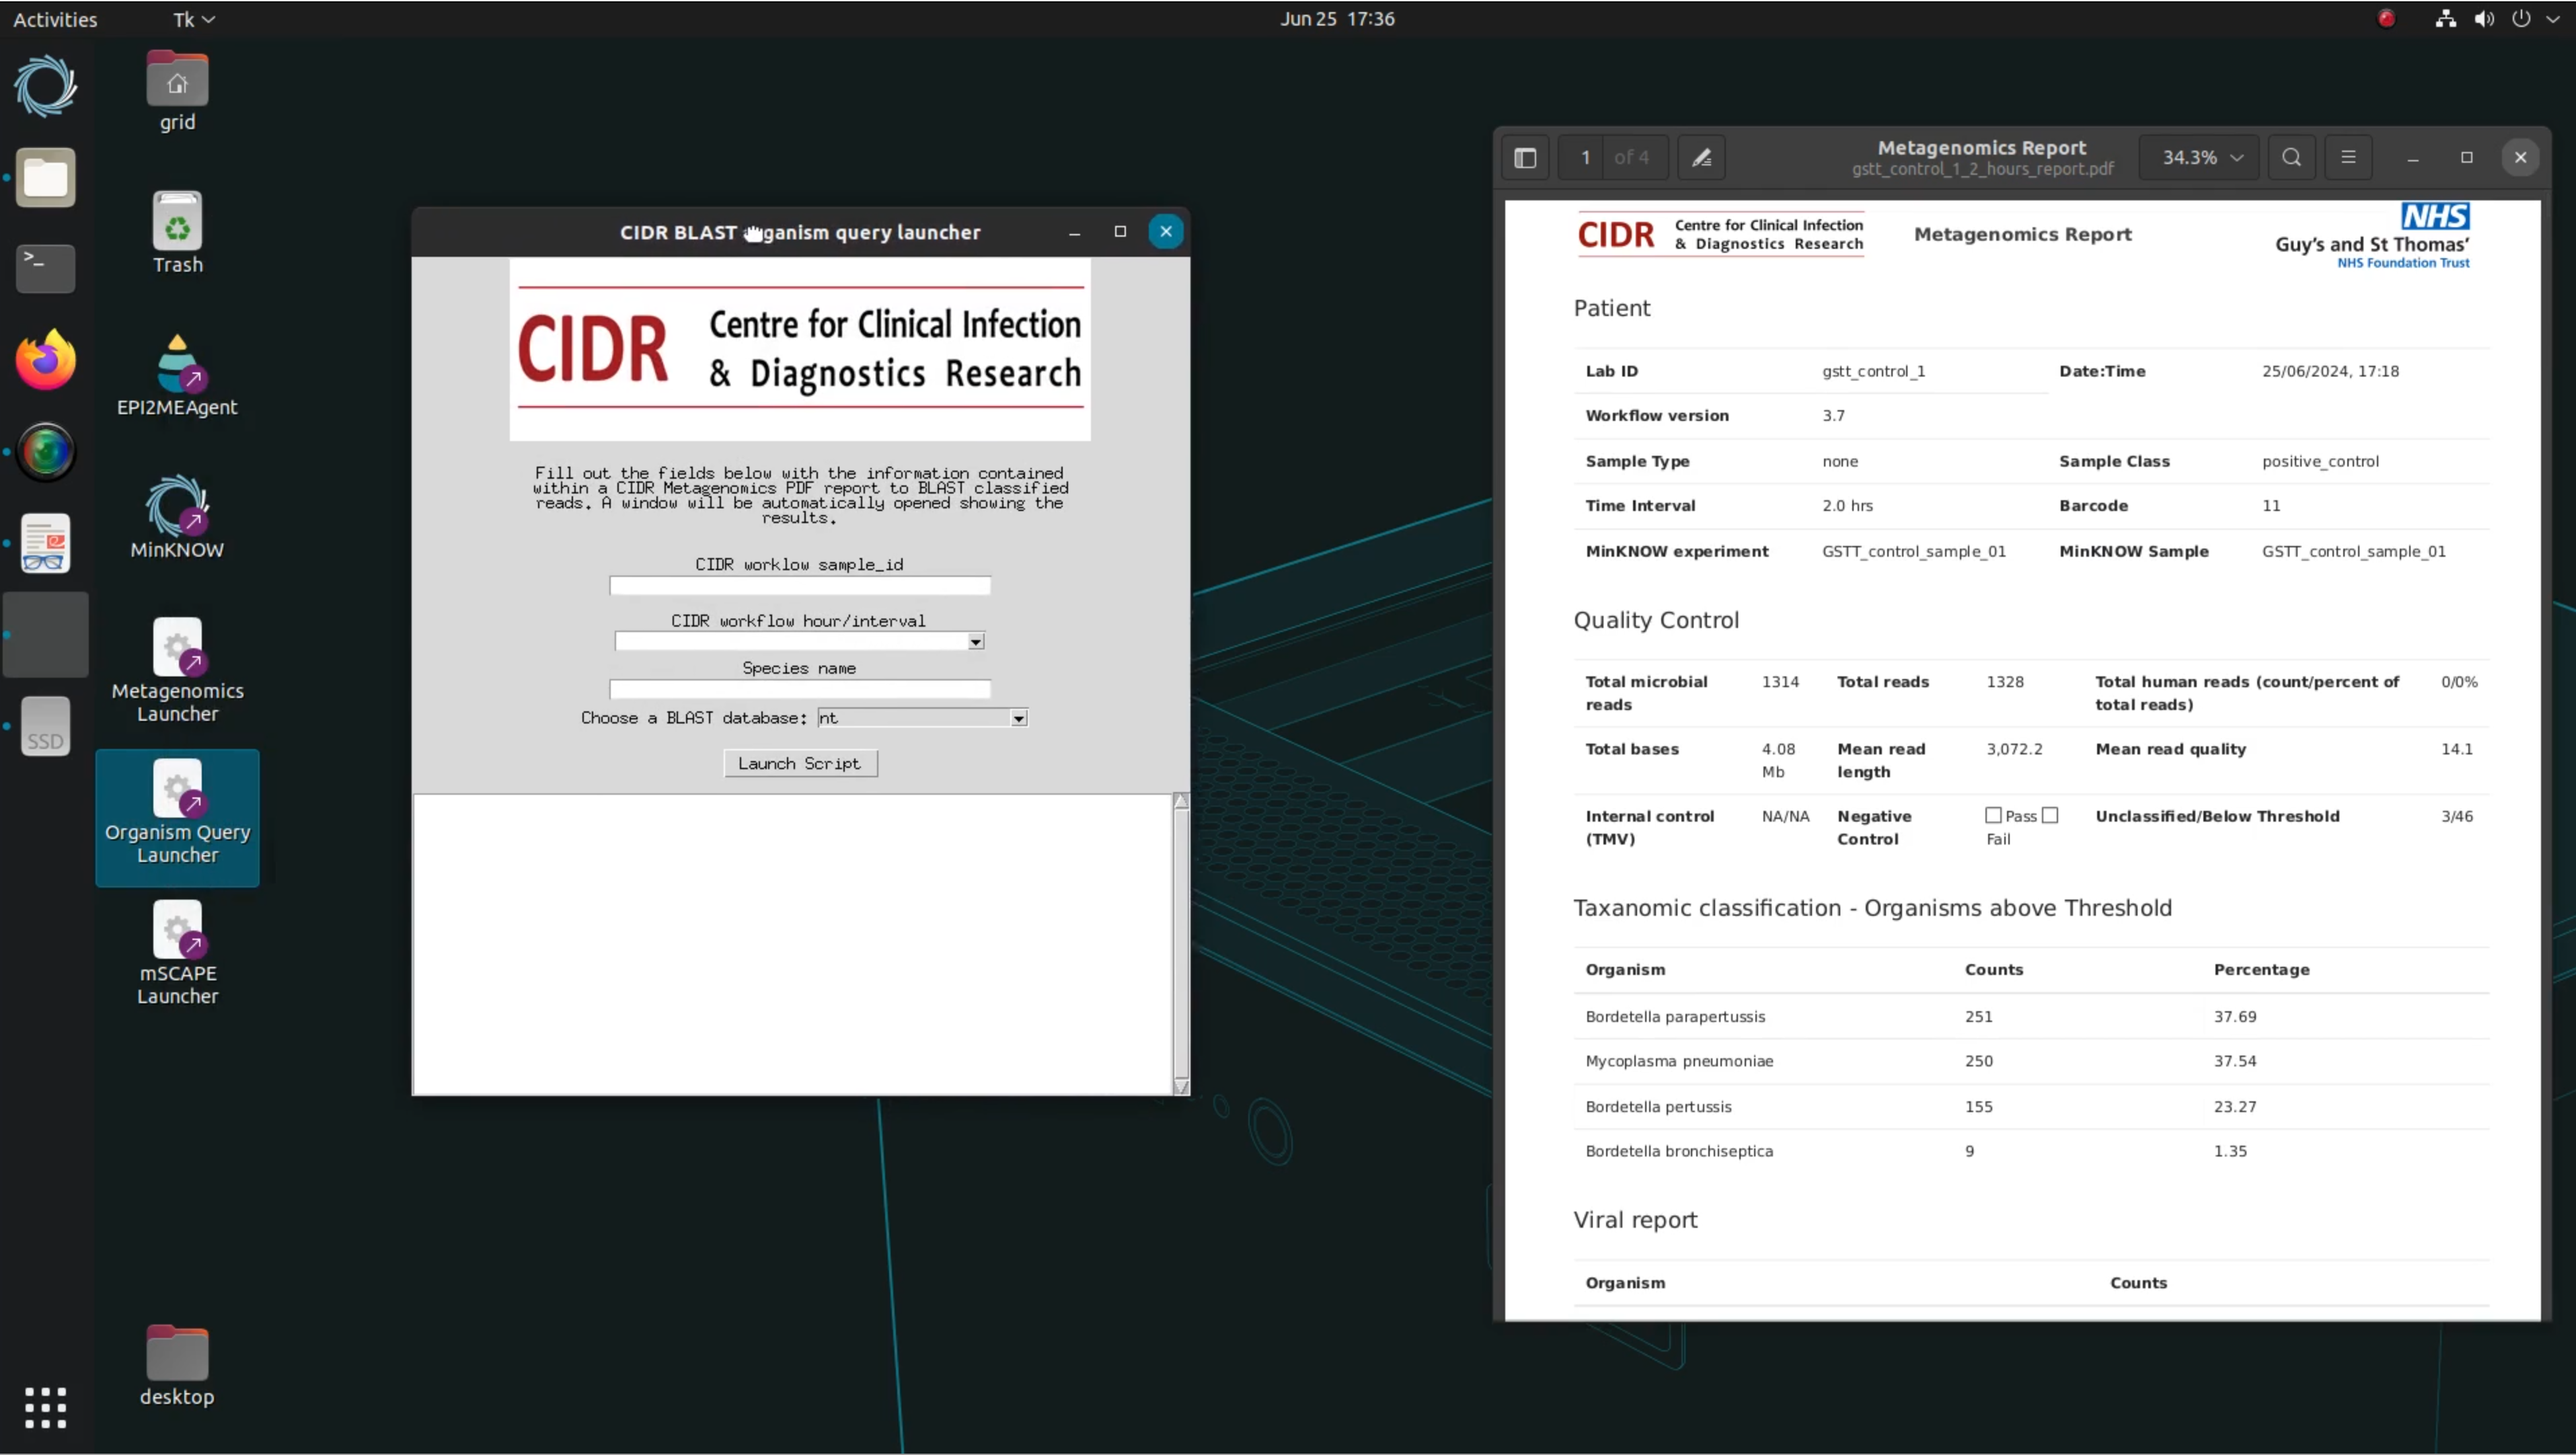 Activities
Tk
Jun 25 17:36
grid
Trash
EPI2MEAgent
MinKNOW
Metagenomics
Launcher
Organism Query
Launcher
mSCAPE
Launcher
desktop
SSD
>_
CIDR BLAST ganism query launcher
CIDR
Centre for Clinical Infection
& Diagnostics Research
Fill out the fields below with the information contained
within a CIDR Metagenomics PDF report to BLAST classified
reads. A window will be automatically opened showing the
results.
CIDR worklow sample_id
CIDR workflow hour/interval
Species name
Choose a BLAST database: nt
Launch Script
1 of 4
Metagenomics Report
gstt_control_1_2_hours_report.pdf
34.3%
CIDR
Centre for Clinical Infection
& Diagnostics Research
Metagenomics Report
NHS
Guy's and St Thomas'
NHS Foundation Trust
Patient
Lab ID gstt_control_1 Date:Time 25/06/2024, 17:18
Workflow version 3.7
Sample Type none Sample Class positive_control
Time Interval 2.0 hrs Barcode 11
MinKNOW experiment GSTT_control_sample_01 MinKNOW Sample GSTT_control_sample_01
Quality Control
Total microbial 1314 Total reads 1328 Total human reads (count/percent of 0/0%
reads total reads)
Total bases 4.08 Mean read 3,072.2 Mean read quality 14.1
Mb length
Internal control NA/NA Negative Pass Unclassified/Below Threshold 3/46
(TMV) Control Fail
Taxanomic classification - Organisms above Threshold
Organism Counts Percentage
Bordetella parapertussis 251 37.69
Mycoplasma pneumoniae 250 37.54
Bordetella pertussis 155 23.27
Bordetella bronchiseptica 9 1.35
Viral report
Organism Counts